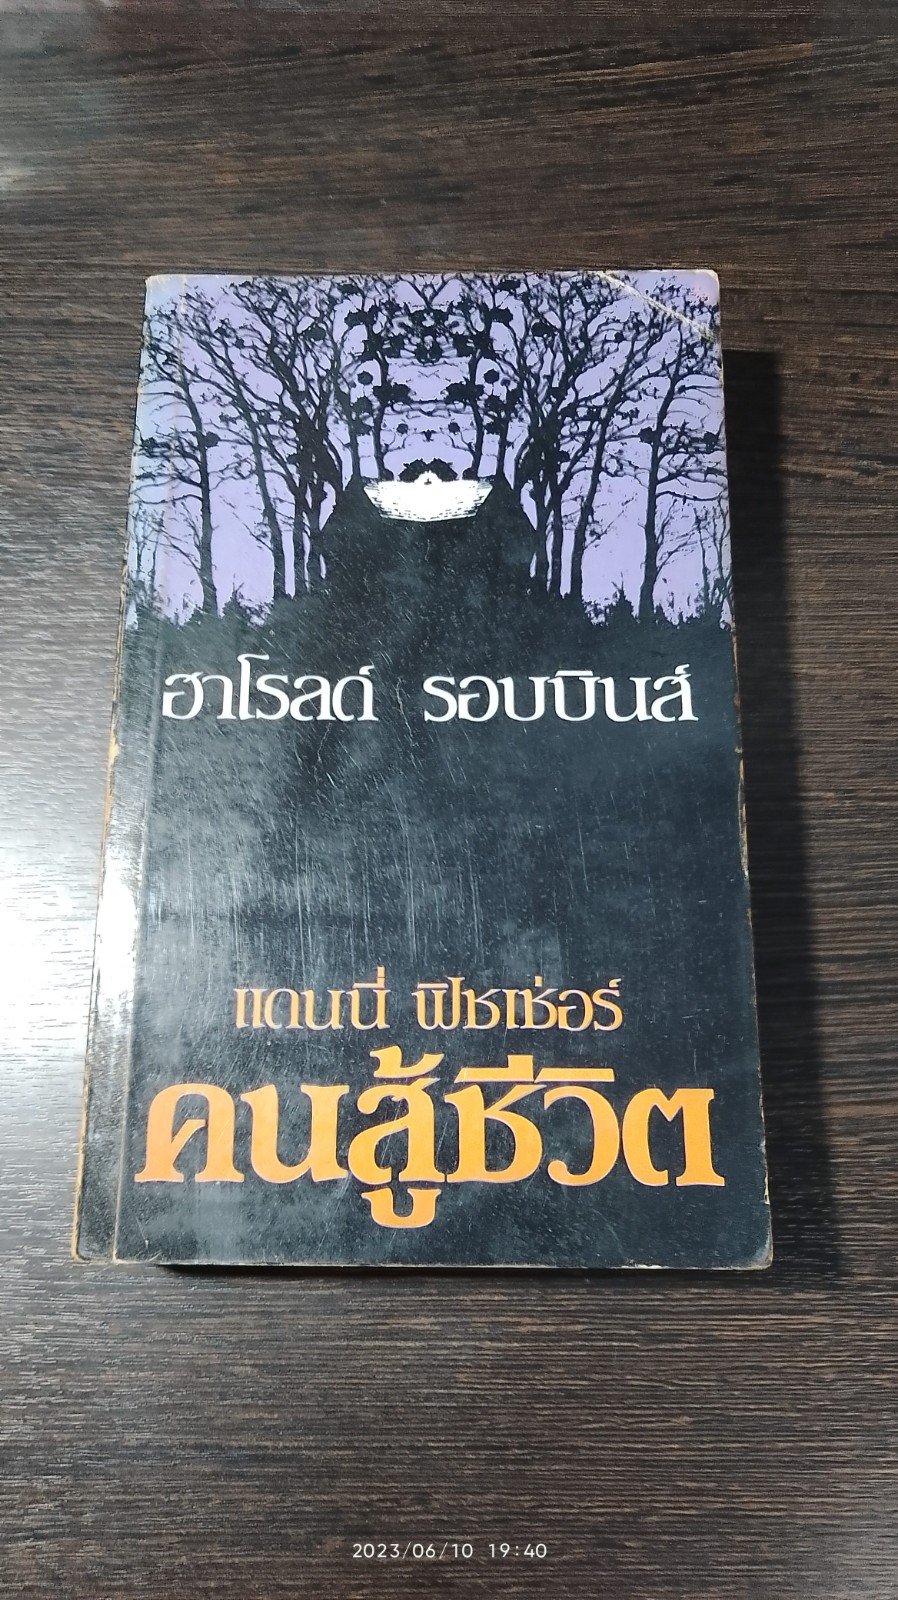 ฮาโรลด์ รอบบินส์
แดนนี่ ฟิชเช่อร์
คนสู้ชีวิต
2023/06/10 19:40